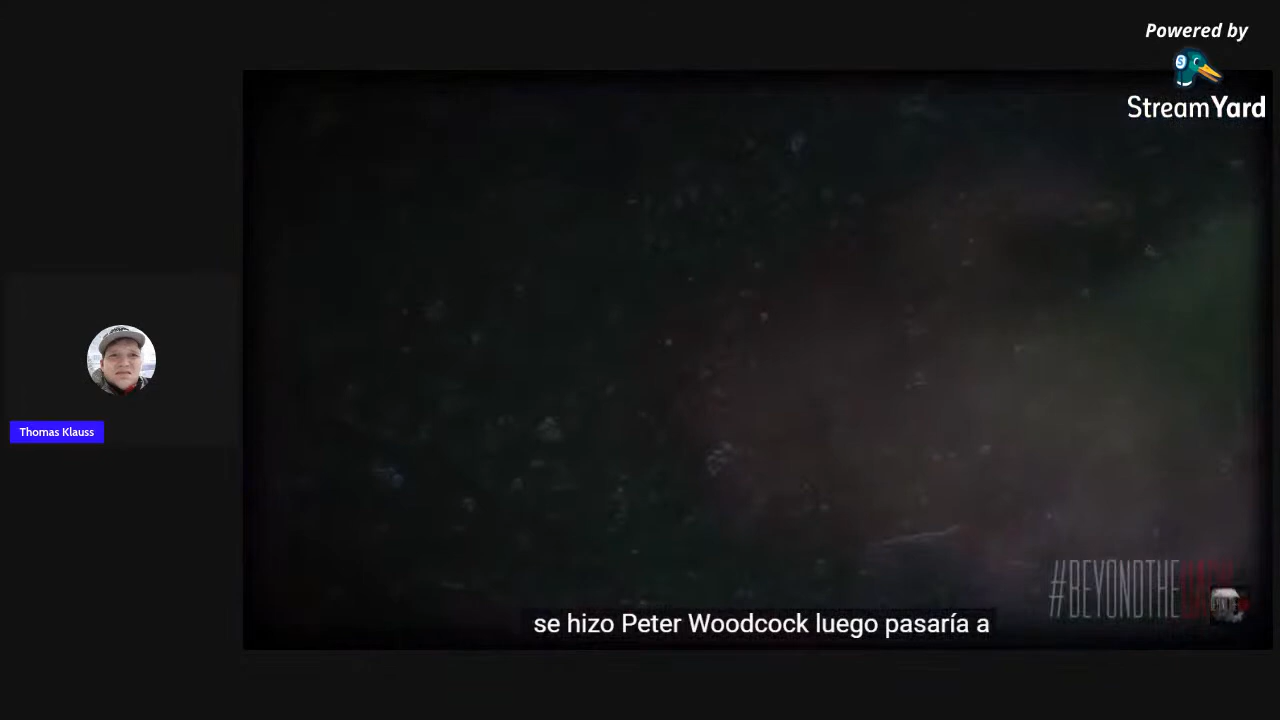 Powered by
StreamYard
Thomas Klauss
#BEYONDTHE
se hizo Peter Woodcock luego pasaría a